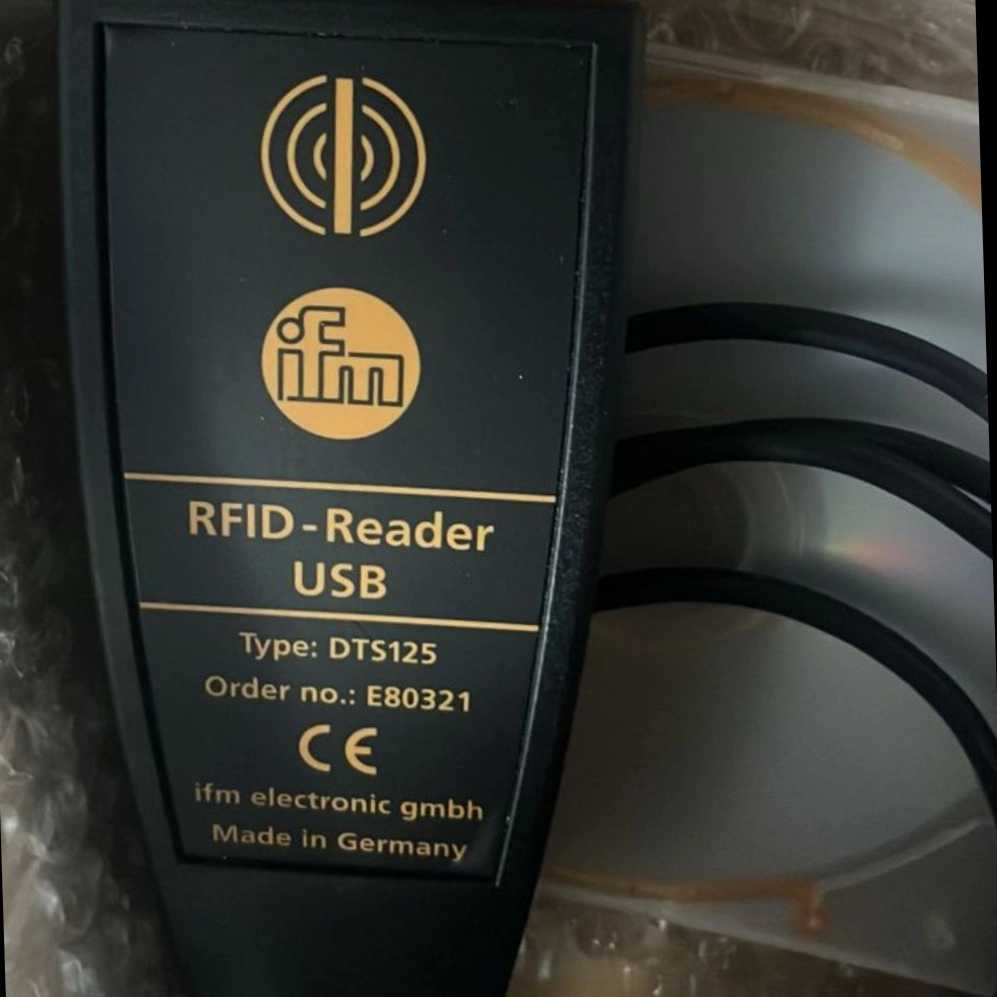 ifm
RFID-Reader
USB
Type: DTS125
Order no.: E80321
CE
ifm electronic gmbh
Made in Germany